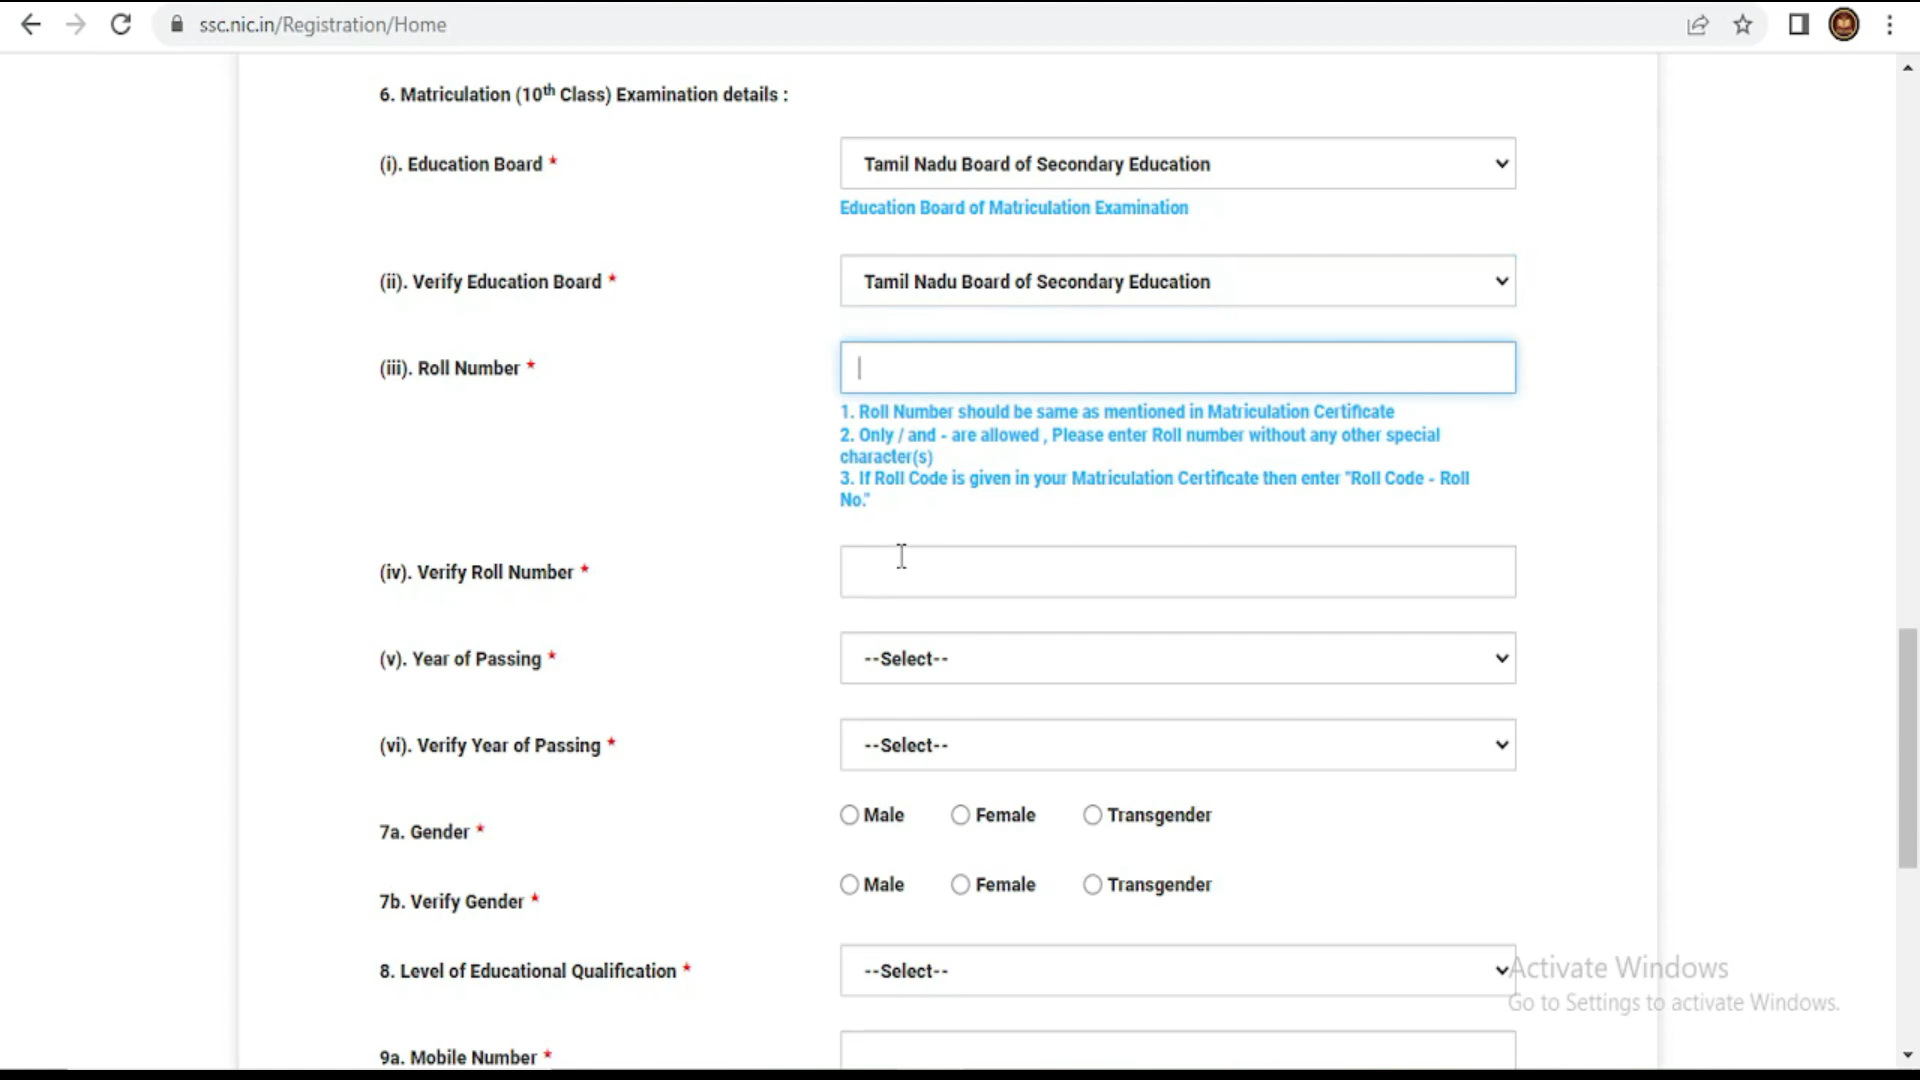 ssc.nic.in/Registration/Home
6. Matriculation (10th Class) Examination details :
(i). Education Board *
Tamil Nadu Board of Secondary Education
Education Board of Matriculation Examination
(ii). Verify Education Board *
Tamil Nadu Board of Secondary Education
(iii). Roll Number *
1. Roll Number should be same as mentioned in Matriculation Certificate
2. Only / and - are allowed , Please enter Roll number without any other special
character(s)
3. If Roll Code is given in your Matriculation Certificate then enter "Roll Code - Roll
No."
(iv). Verify Roll Number *
(v). Year of Passing *
--Select--
(vi). Verify Year of Passing *
--Select--
7a. Gender *
Male Female Transgender
7b. Verify Gender *
Male Female Transgender
8. Level of Educational Qualification *
--Select--
Activate Windows
Go to Settings to activate Windows.
9a. Mobile Number *